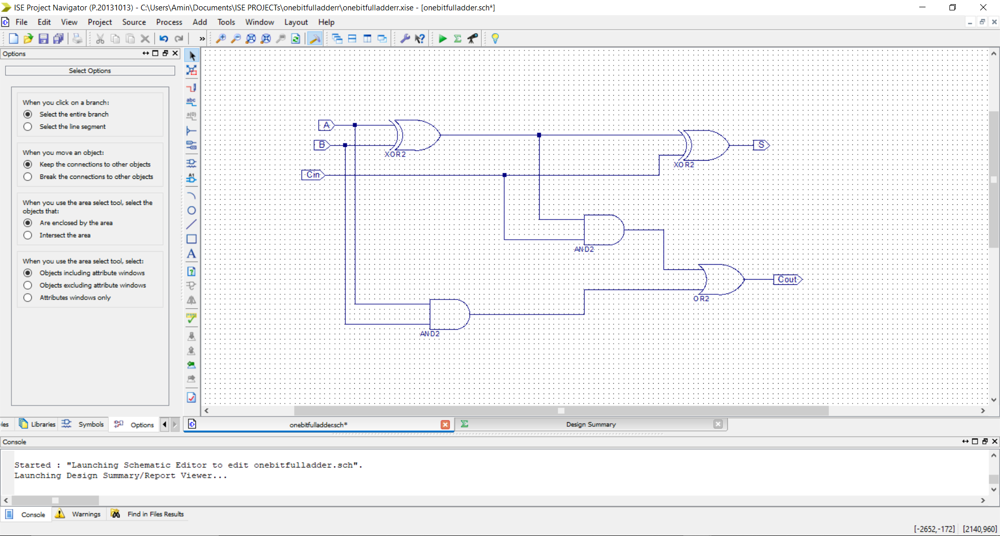 ISE Project Navigator (P.20131013) - C:\Users\Amin\Documents\ISE PROJECTs\onebitfulladderr\onebitfulladderr.xise - [onebitfulladder.sch*]
File Edit View Project Source Process Add Tools Window Layout Help
Options
Select Options
When you click on a branch:
Select the entire branch
Select the line segment
When you move an object:
Keep the connections to other objects
Break the connections to other objects
When you use the area select tool, select the
objects that:
Are enclosed by the area
Intersect the area
When you use the area select tool, select:
Objects including attribute windows
Objects excluding attribute windows
Attributes windows only
abc
a(0)
A1
A
A
B
XOR2
Cin
S
XOR2
AND2
Cout
OR2
AND2
les Libraries Symbols Options
onebitfulladder.sch* Design Summary
Console
Started : "Launching Schematic Editor to edit onebitfulladder.sch".
Launching Design Summary/Report Viewer...
Console Warnings Find in Files Results
[-2652,-172] [2140,960]